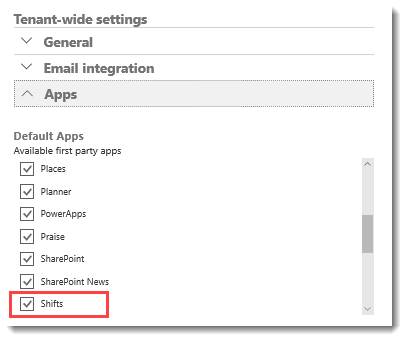 Tenant-wide settings
General
Email integration
Apps
Default Apps
Available first party apps
Places
Planner
PowerApps
Praise
SharePoint
SharePoint News
Shifts